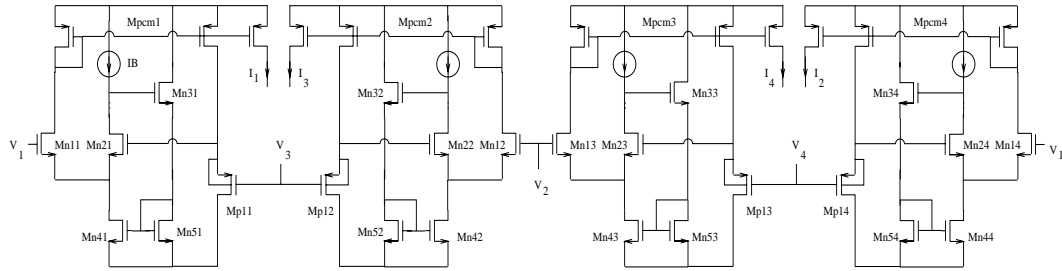 Mpcm1 Mpcm2 Mpcm3 Mpcm4
IB I1 I3 I4 I2
Mn31 Mn32 Mn33 Mn34
V1 Mn11 Mn21 V3 Mn22 Mn12 V2 Mn13 Mn23 V4 Mn24 Mn14 V1
Mp11 Mp12 Mp13 Mp14
Mn41 Mn51 Mn52 Mn42 Mn43 Mn53 Mn54 Mn44